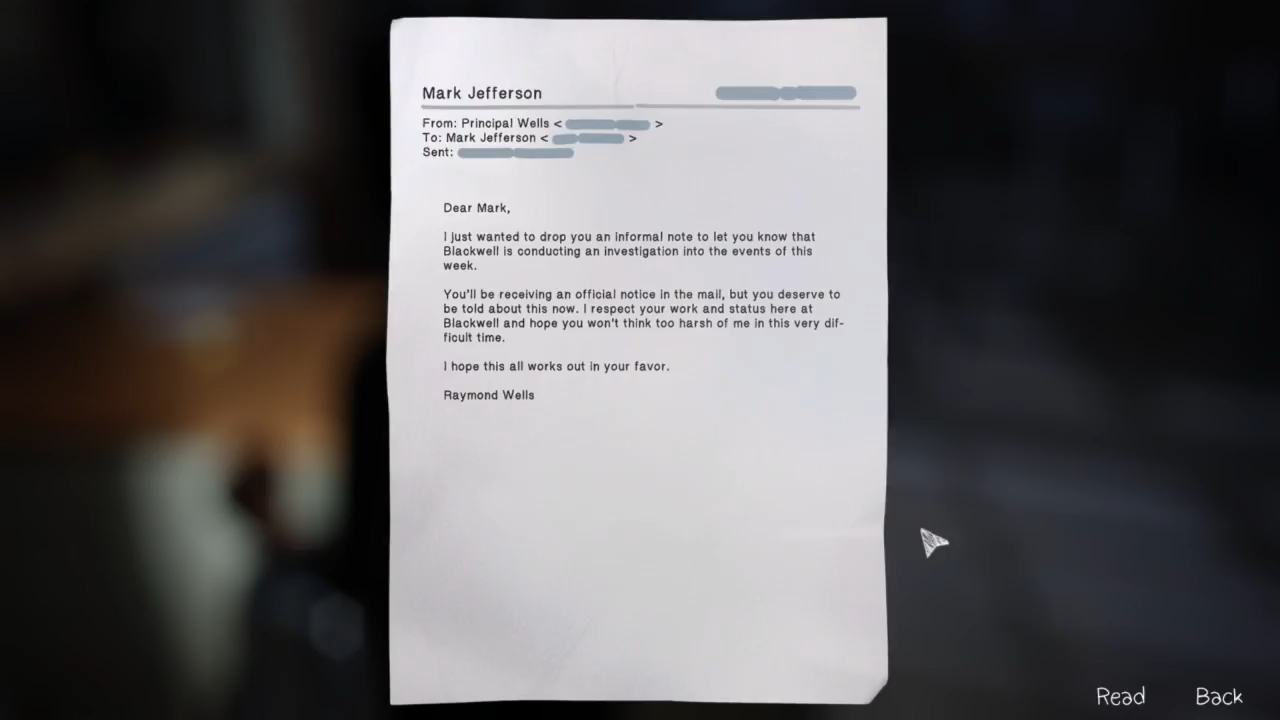 Mark Jefferson
From: Principal Wells < >
To: Mark Jefferson < >
Sent:
Dear Mark,
I just wanted to drop you an informal note to let you know that
Blackwell is conducting an investigation into the events of this
week.
You'll be receiving an official notice in the mail, but you deserve to
be told about this now. I respect your work and status here at
Blackwell and hope you won't think too harsh of me in this very dif-
ficult time.
I hope this all works out in your favor.
Raymond Wells
Read Back